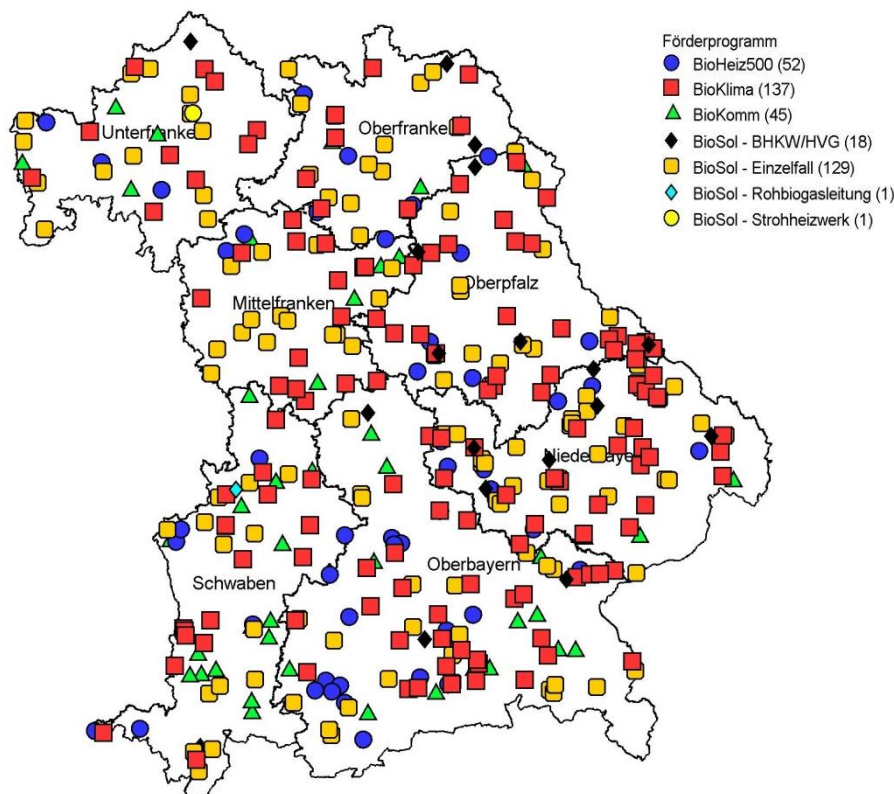 Förderprogramm
BioHeiz500 (52)
BioKlima (137)
BioKomm (45)
BioSol - BHKW/HVG (18)
BioSol - Einzelfall (129)
BioSol - Rohbiogasleitung (1)
BioSol - Strohheizwerk (1)
Unterfranken
Oberfranken
Mittelfranken
Oberpfalz
Niederbayern
Schwaben
Oberbayern